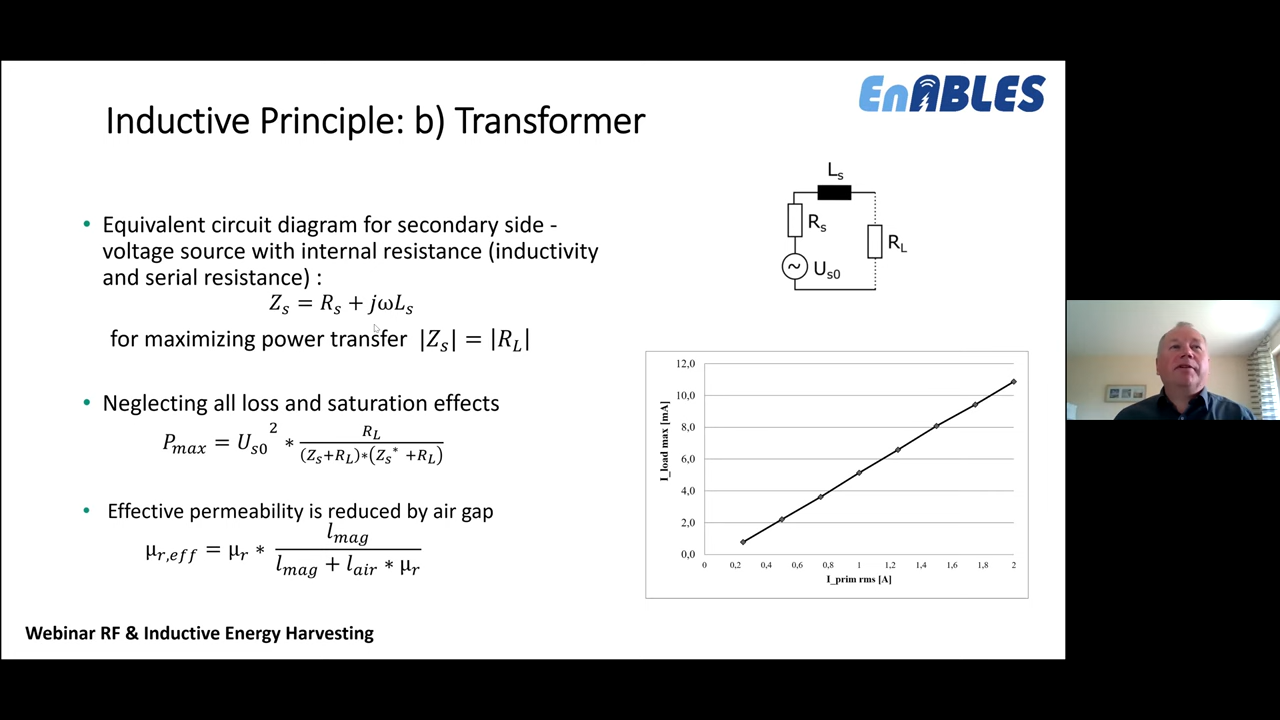 EnABLES
Inductive Principle: b) Transformer
• Equivalent circuit diagram for secondary side -
voltage source with internal resistance (inductivity
and serial resistance) :
Z_s = R_s + jωL_s
for maximizing power transfer |Z_s| = |R_L|
• Neglecting all loss and saturation effects
P_max = U_s0^2 * R_L / ((Z_s+R_L)*(Z_s^* +R_L))
• Effective permeability is reduced by air gap
μ_r,eff = μ_r * l_mag / (l_mag + l_air * μ_r)
L_s
R_s
R_L
~
U_s0
I_load max [mA]
12,0
10,0
8,0
6,0
4,0
2,0
0,0
0 0,2 0,4 0,6 0,8 1 1,2 1,4 1,6 1,8 2
I_prim rms [A]
Webinar RF & Inductive Energy Harvesting